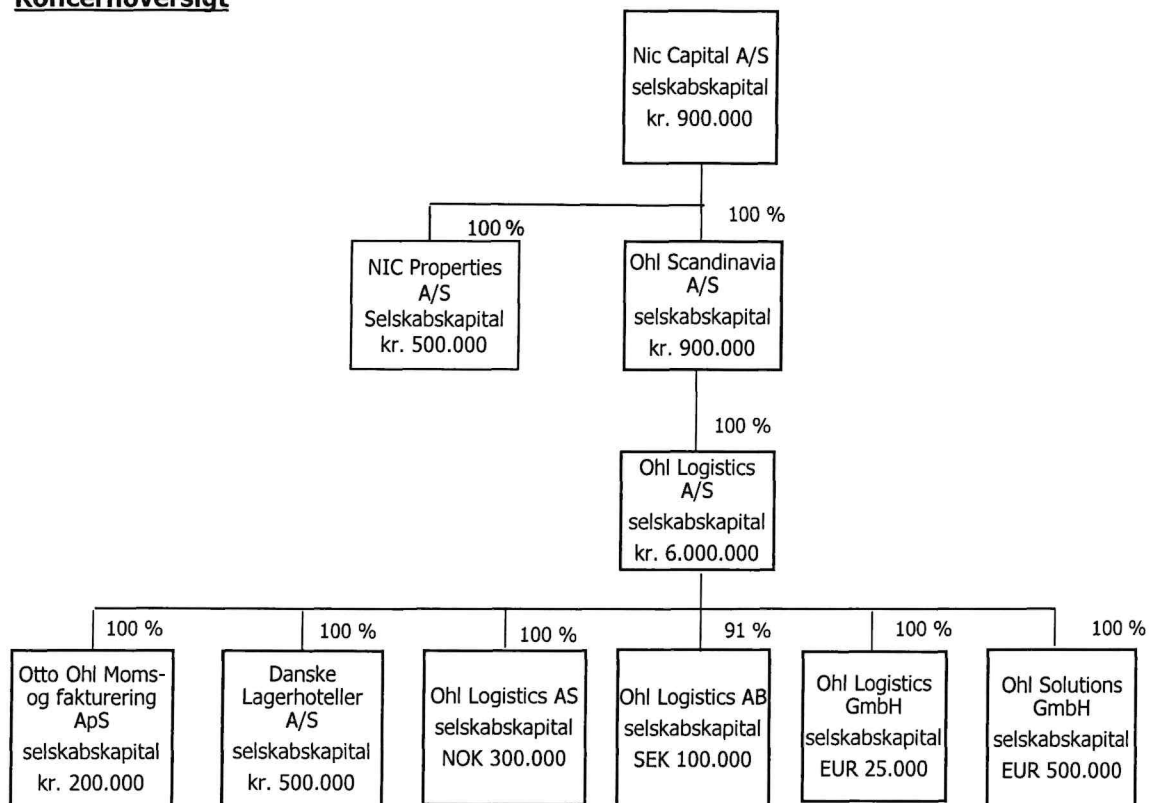 Koncernoversigt
Nic Capital A/S
selskabskapital
kr. 900.000
100 %
100 %
NIC Properties
A/S
Selskabskapital
kr. 500.000
Ohl Scandinavia
A/S
selskabskapital
kr. 900.000
100 %
Ohl Logistics
A/S
selskabskapital
kr. 6.000.000
100 %
100 %
100 %
91 %
100 %
100 %
Otto Ohl Moms-
og fakturering
ApS
selskabskapital
kr. 200.000
Danske
Lagerhoteller
A/S
selskabskapital
kr. 500.000
Ohl Logistics AS
selskabskapital
NOK 300.000
Ohl Logistics AB
selskabskapital
SEK 100.000
Ohl Logistics
GmbH
selskabskapital
EUR 25.000
Ohl Solutions
GmbH
selskabskapital
EUR 500.000